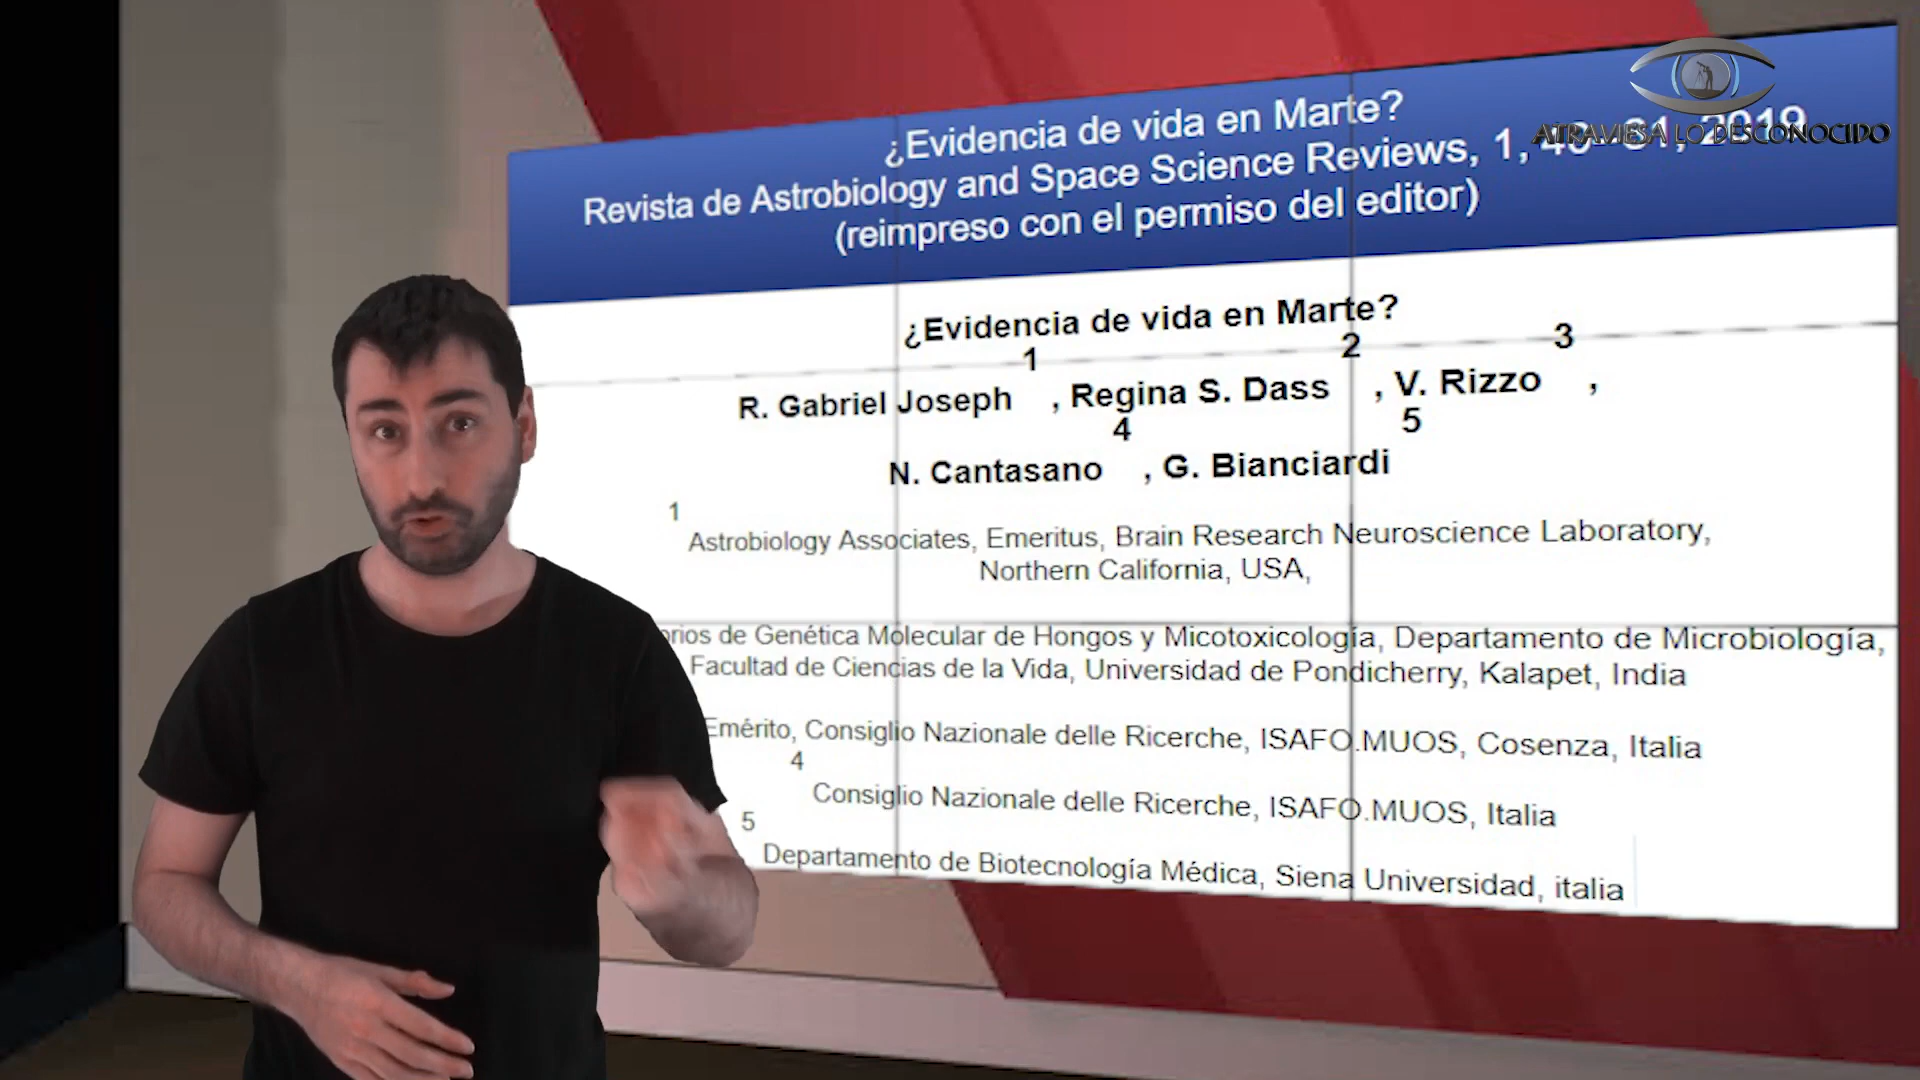 ATRAVIESA LO DESCONOCIDO
¿Evidencia de vida en Marte?
Revista de Astrobiology and Space Science Reviews, 1, 2019
(reimpreso con el permiso del editor)
¿Evidencia de vida en Marte?
1 2 3
R. Gabriel Joseph , Regina S. Dass , V. Rizzo ,
4 5
N. Cantasano , G. Bianciardi
1
Astrobiology Associates, Emeritus, Brain Research Neuroscience Laboratory,
Northern California, USA,
de Genética Molecular de Hongos y Micotoxicología, Departamento de Microbiología,
Facultad de Ciencias de la Vida, Universidad de Pondicherry, Kalapet, India
Emérito, Consiglio Nazionale delle Ricerche, ISAFO.MUOS, Cosenza, Italia
4
Consiglio Nazionale delle Ricerche, ISAFO.MUOS, Italia
5
Departamento de Biotecnología Médica, Siena Universidad, italia